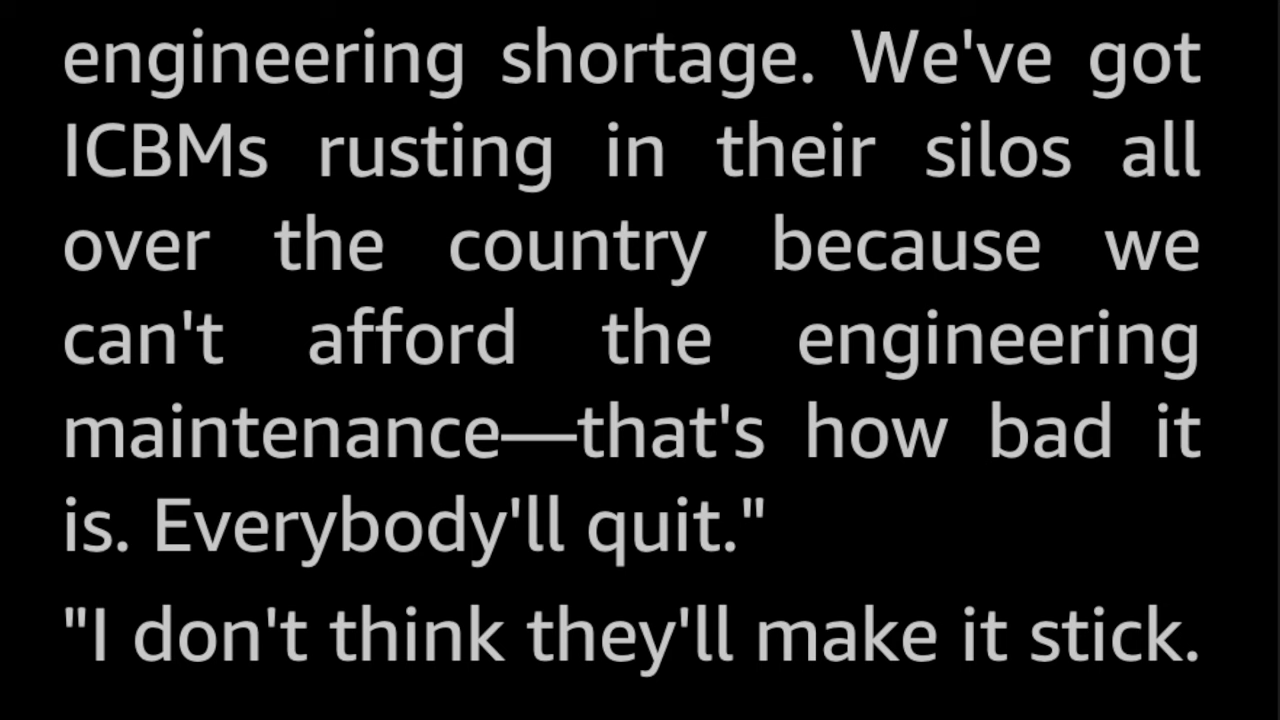 engineering shortage. We've got
ICBMs rusting in their silos all
over the country because we
can't afford the engineering
maintenance—that's how bad it
is. Everybody'll quit."
"I don't think they'll make it stick.